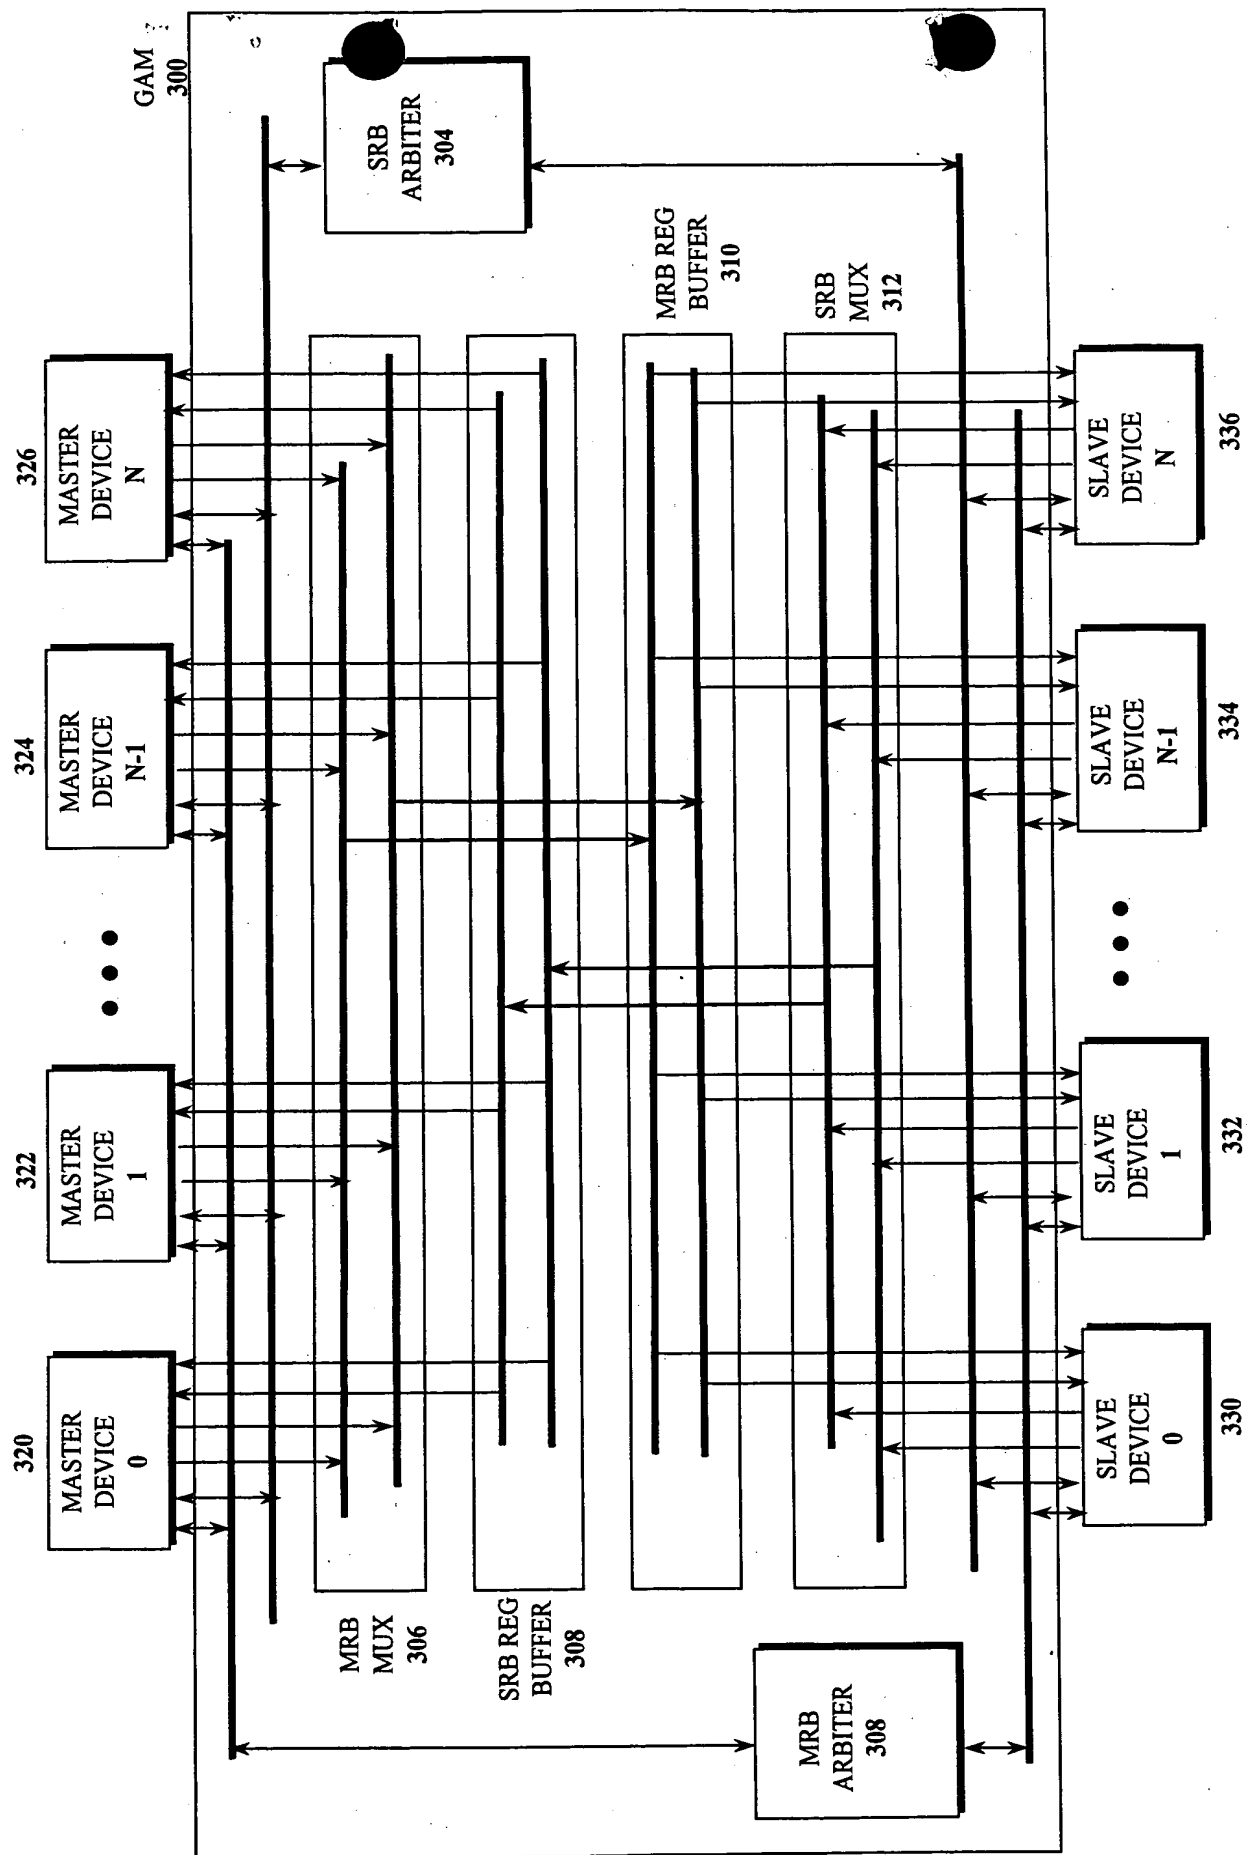 GAM
300
320
MASTER
DEVICE
0
322
MASTER
DEVICE
1
324
MASTER
DEVICE
N-1
326
MASTER
DEVICE
N
SRB
ARBITER
304
MRB
MUX
306
SRB REG
BUFFER
308
MRB REG
BUFFER
310
SRB
MUX
312
MRB
ARBITER
308
SLAVE
DEVICE
0
330
SLAVE
DEVICE
1
332
SLAVE
DEVICE
N-1
334
SLAVE
DEVICE
N
336